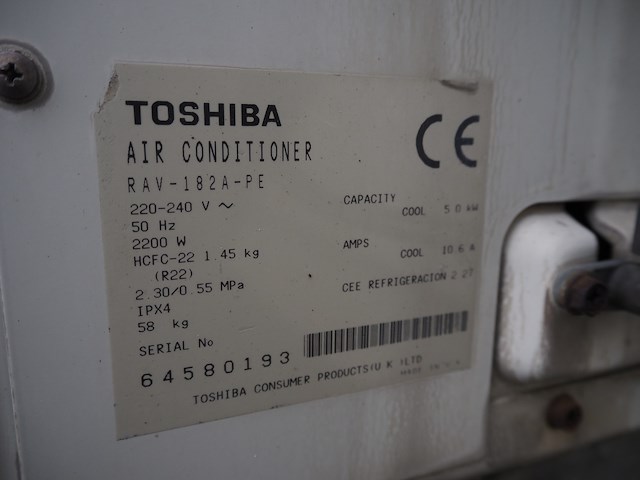 TOSHIBA
CE
AIR CONDITIONER
RAV-182A-PE
220-240 V ~
50 Hz
2200 W
HCFC-22 1.45 kg
(R22)
2.30/0.55 MPa
IPX4
58 kg
CAPACITY
COOL 5.0 kW
AMPS
COOL 10.6 A
CEE REFRIGERACION 2.27
SERIAL No
64580193
TOSHIBA CONSUMER PRODUCTS(U K )LTD
MADE IN U.K.